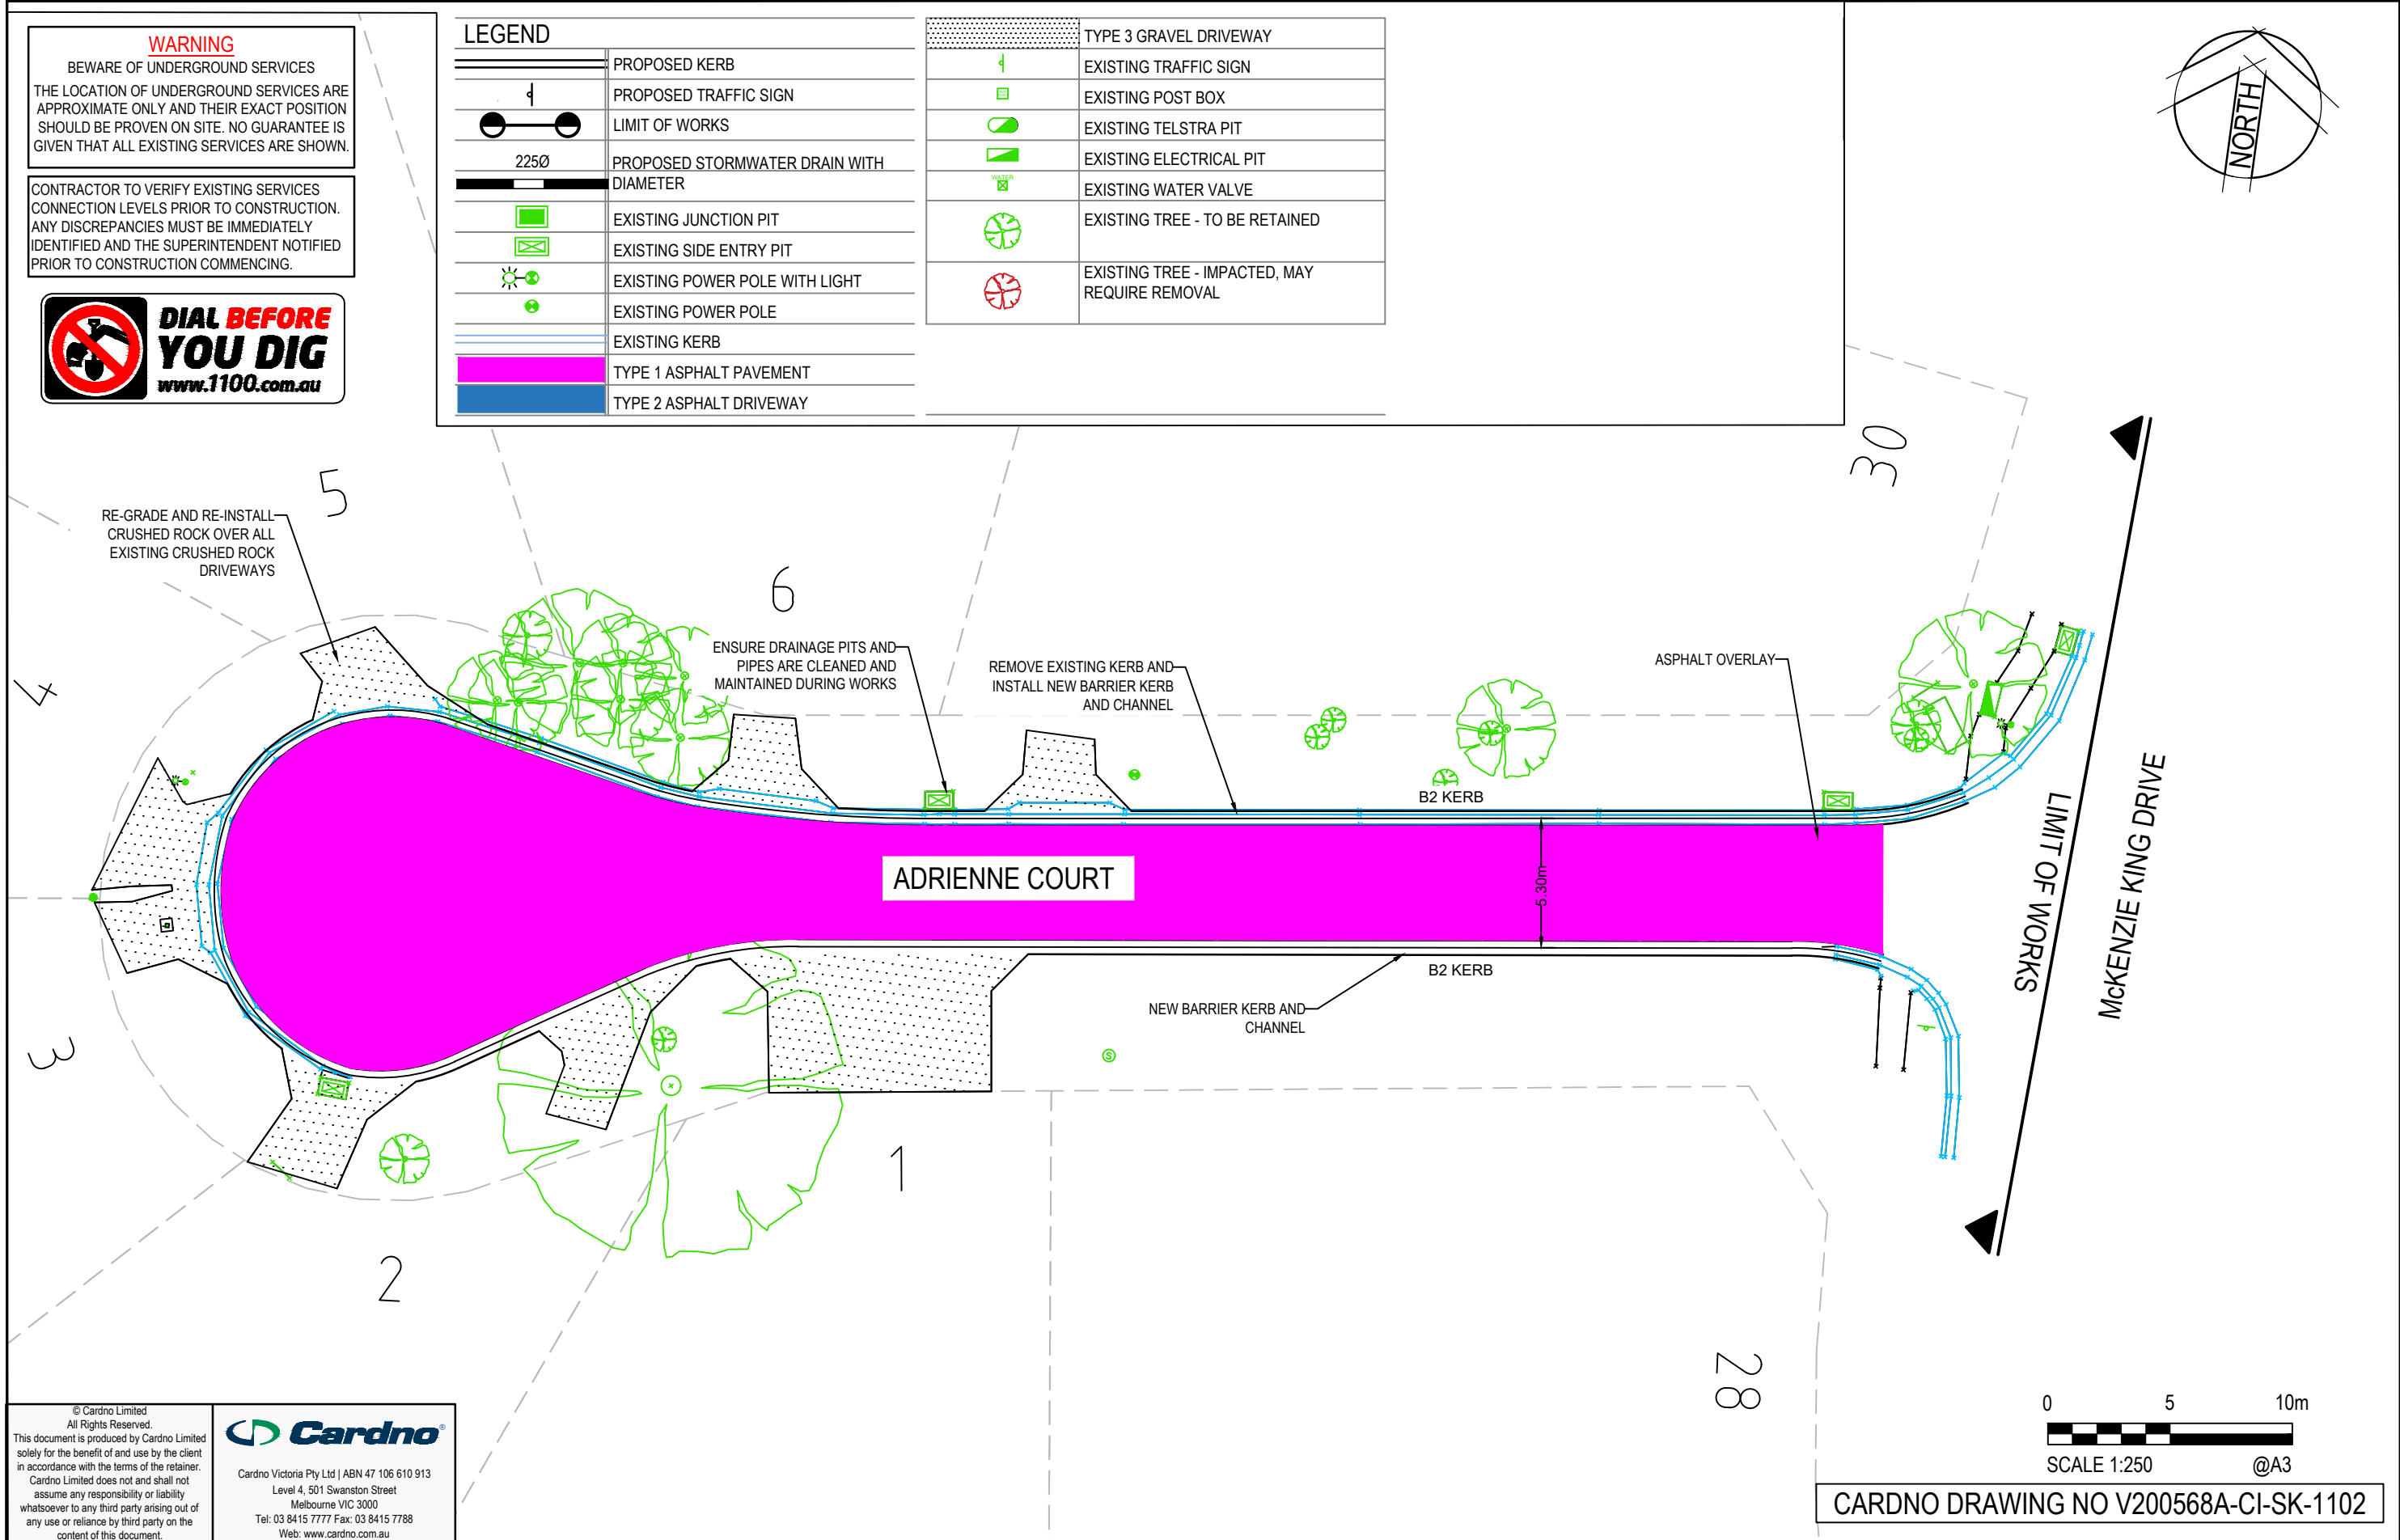 WARNING
BEWARE OF UNDERGROUND SERVICES
THE LOCATION OF UNDERGROUND SERVICES ARE
APPROXIMATE ONLY AND THEIR EXACT POSITION
SHOULD BE PROVEN ON SITE. NO GUARANTEE IS
GIVEN THAT ALL EXISTING SERVICES ARE SHOWN.
CONTRACTOR TO VERIFY EXISTING SERVICES
CONNECTION LEVELS PRIOR TO CONSTRUCTION.
ANY DISCREPANCIES MUST BE IMMEDIATELY
IDENTIFIED AND THE SUPERINTENDENT NOTIFIED
PRIOR TO CONSTRUCTION COMMENCING.
DIAL BEFORE
YOU DIG
www.1100.com.au
LEGEND
PROPOSED KERB
PROPOSED TRAFFIC SIGN
LIMIT OF WORKS
225Ø
PROPOSED STORMWATER DRAIN WITH
DIAMETER
EXISTING JUNCTION PIT
EXISTING SIDE ENTRY PIT
EXISTING POWER POLE WITH LIGHT
EXISTING POWER POLE
EXISTING KERB
TYPE 1 ASPHALT PAVEMENT
TYPE 2 ASPHALT DRIVEWAY
TYPE 3 GRAVEL DRIVEWAY
EXISTING TRAFFIC SIGN
EXISTING POST BOX
EXISTING TELSTRA PIT
EXISTING ELECTRICAL PIT
WATER
EXISTING WATER VALVE
EXISTING TREE - TO BE RETAINED
EXISTING TREE - IMPACTED, MAY
REQUIRE REMOVAL
NORTH
30
5
RE-GRADE AND RE-INSTALL
CRUSHED ROCK OVER ALL
EXISTING CRUSHED ROCK
DRIVEWAYS
6
ENSURE DRAINAGE PITS AND
PIPES ARE CLEANED AND
MAINTAINED DURING WORKS
REMOVE EXISTING KERB AND
INSTALL NEW BARRIER KERB
AND CHANNEL
ASPHALT OVERLAY
4
B2 KERB
ADRIENNE COURT
5.30m
LIMIT OF WORKS
McKENZIE KING DRIVE
B2 KERB
NEW BARRIER KERB AND
CHANNEL
S
3
1
2
28
0 5 10m
SCALE 1:250 @A3
CARDNO DRAWING NO V200568A-CI-SK-1102
© Cardno Limited
All Rights Reserved.
This document is produced by Cardno Limited
solely for the benefit of and use by the client
in accordance with the terms of the retainer.
Cardno Limited does not and shall not
assume any responsibility or liability
whatsoever to any third party arising out of
any use or reliance by third party on the
content of this document.
Cardno®
Cardno Victoria Pty Ltd | ABN 47 106 610 913
Level 4, 501 Swanston Street
Melbourne VIC 3000
Tel: 03 8415 7777 Fax: 03 8415 7788
Web: www.cardno.com.au